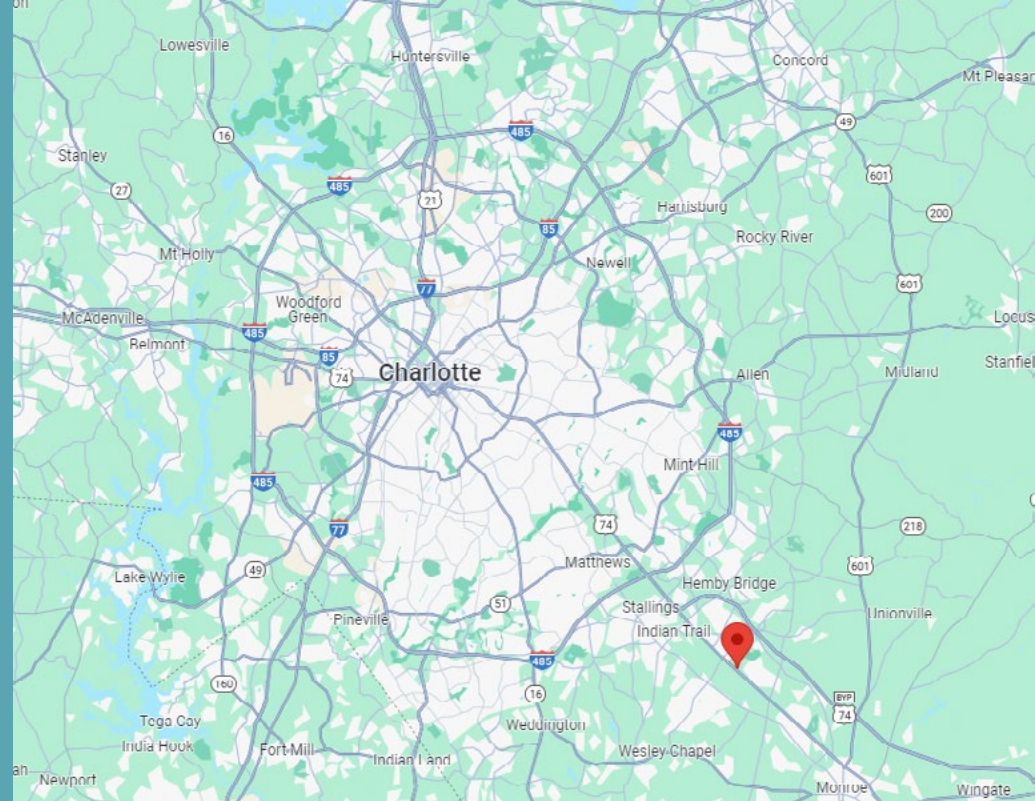 Lowesville
Huntersville
Concord
Mt Pleasan
485
49
16
Stanley
601
485
27
21
Harrisburg
200
85
Rocky River
Mt Holly
Newell
601
77
Woodford
Green
McAdenville
Locus
485
Belmont
85
Stanfiel
Charlotte
74
Allen
Midland
485
Mint Hill
485
74
218
77
Matthews
601
49
Lake Wylie
Hemby Bridge
51
Stallings
Unionville
Pineville
Indian Trail
485
160
16
BYP
74
Tega Cay
Weddington
India Hook
Fort Mill
Wesley Chapel
Indian Land
Newport
Monroe
Wingate